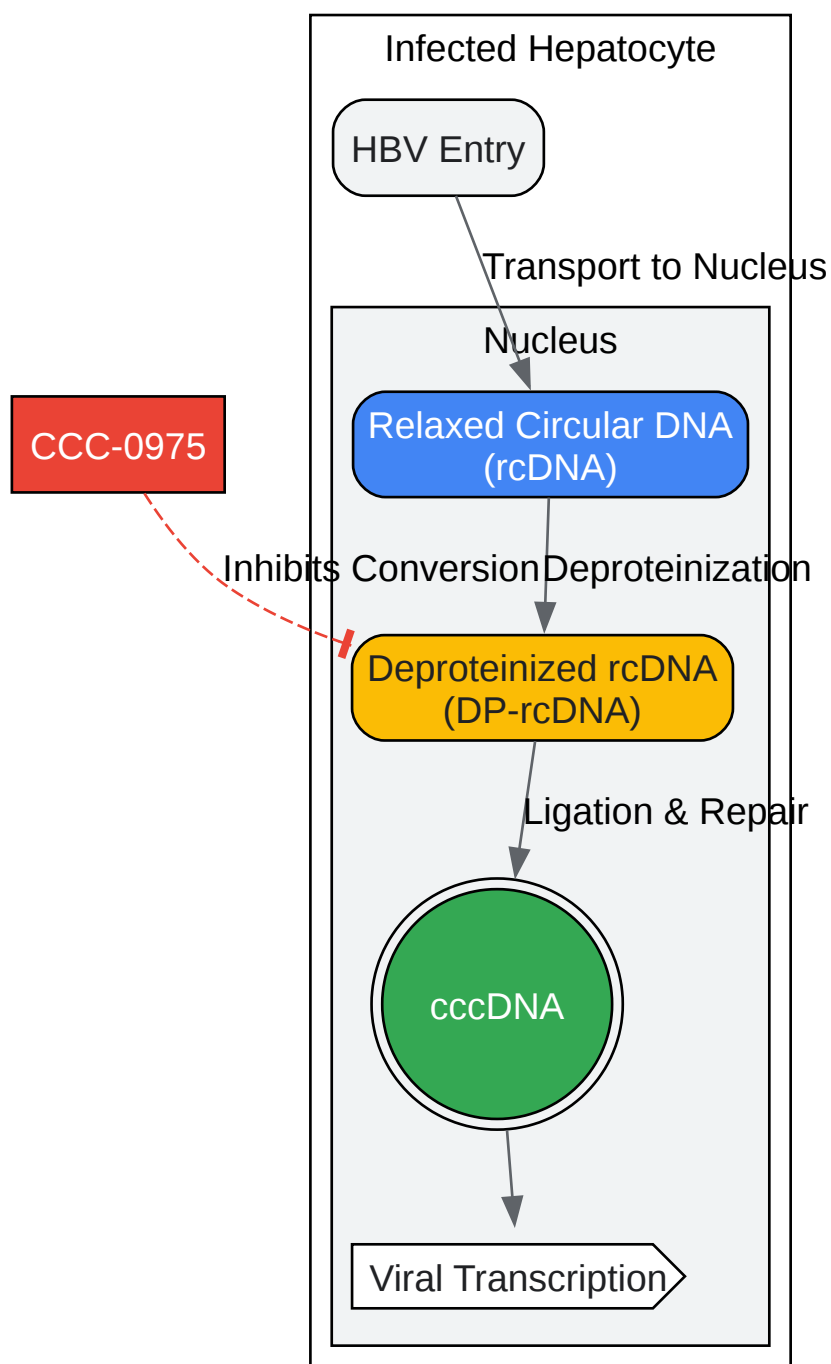 Infected Hepatocyte
HBV Entry
Transport to Nucleus
Nucleus
Relaxed Circular DNA
(rcDNA)
CCC-0975
Inhibits Conversion
Deproteinization
Deproteinized rcDNA
(DP-rcDNA)
Ligation & Repair
cccDNA
Viral Transcription